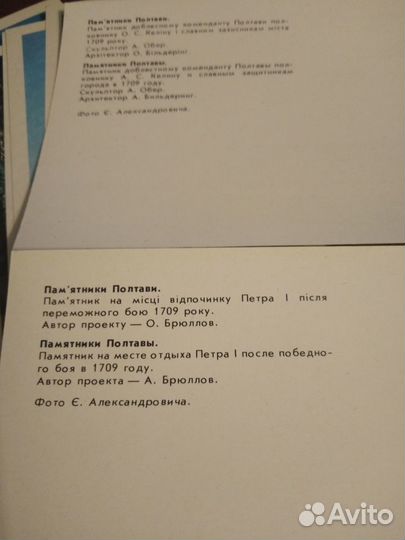 Пам'ятники Полтави.
Пам'ятник доблестному коменданту Полтави пол-
ковнику О. С. Келіну і славним захисникам міста
1709 року.
Скульптор А. Обер.
Архітектор О. Більдерінг.
Памятники Полтавы.
Памятник доблестному коменданту Полтавы пол-
ковнику А. С. Келину и славным защитникам
города в 1709 году.
Скульптор А. Обер.
Архитектор А. Бильдеринг.
Фото Є. Александровича.
Пам'ятники Полтави.
Пам'ятник на місці відпочинку Петра І після
переможного бою 1709 року.
Автор проекту — О. Брюллов.
Памятники Полтавы.
Памятник на месте отдыха Петра І после победно-
го боя в 1709 году.
Автор проекта — А. Брюллов.
Фото Є. Александровича.
Avito